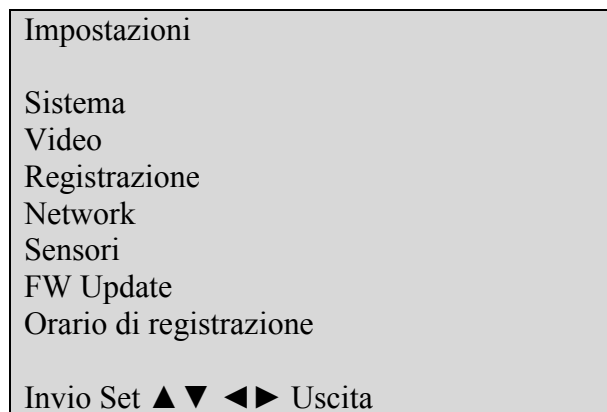 Impostazioni
Sistema
Video
Registrazione
Network
Sensori
FW Update
Orario di registrazione
Invio Set ▲▼ ◄► Uscita